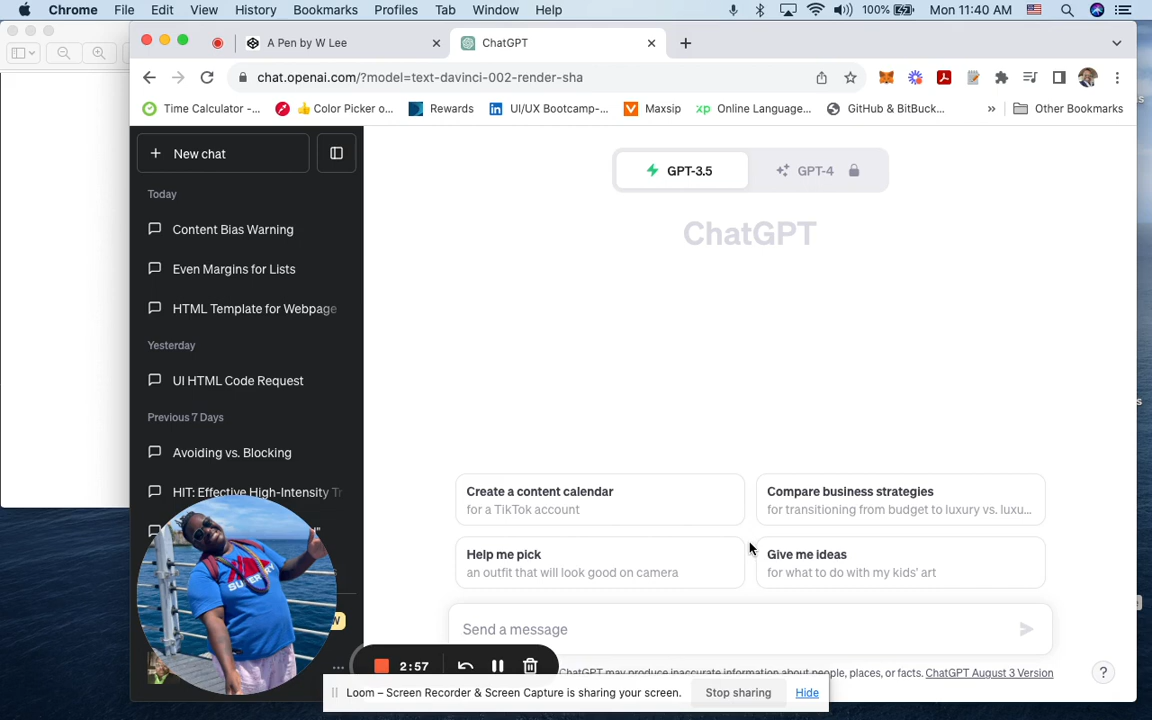 Chrome File Edit View History Bookmarks Profiles Tab Window Help 100% Mon 11:40 AM
A Pen by W Lee
ChatGPT
chat.openai.com/?model=text-davinci-002-render-sha
Time Calculator -...
Color Picker o...
Rewards
UI/UX Bootcamp-...
Maxsip
Online Language...
GitHub & BitBuck...
» Other Bookmarks
+ New chat
GPT-3.5
GPT-4
Today
ChatGPT
Content Bias Warning
Even Margins for Lists
HTML Template for Webpage
Yesterday
UI HTML Code Request
Previous 7 Days
Avoiding vs. Blocking
HIT: Effective High-Intensity Tr
Create a content calendar
for a TikTok account
Compare business strategies
for transitioning from budget to luxury vs. luxu...
Help me pick
an outfit that will look good on camera
Give me ideas
for what to do with my kids' art
SUPERDRY
Send a message
2:57
ChatGPT may produce inaccurate information about people, places, or facts. ChatGPT August 3 Version
?
Loom – Screen Recorder & Screen Capture is sharing your screen.
Stop sharing
Hide